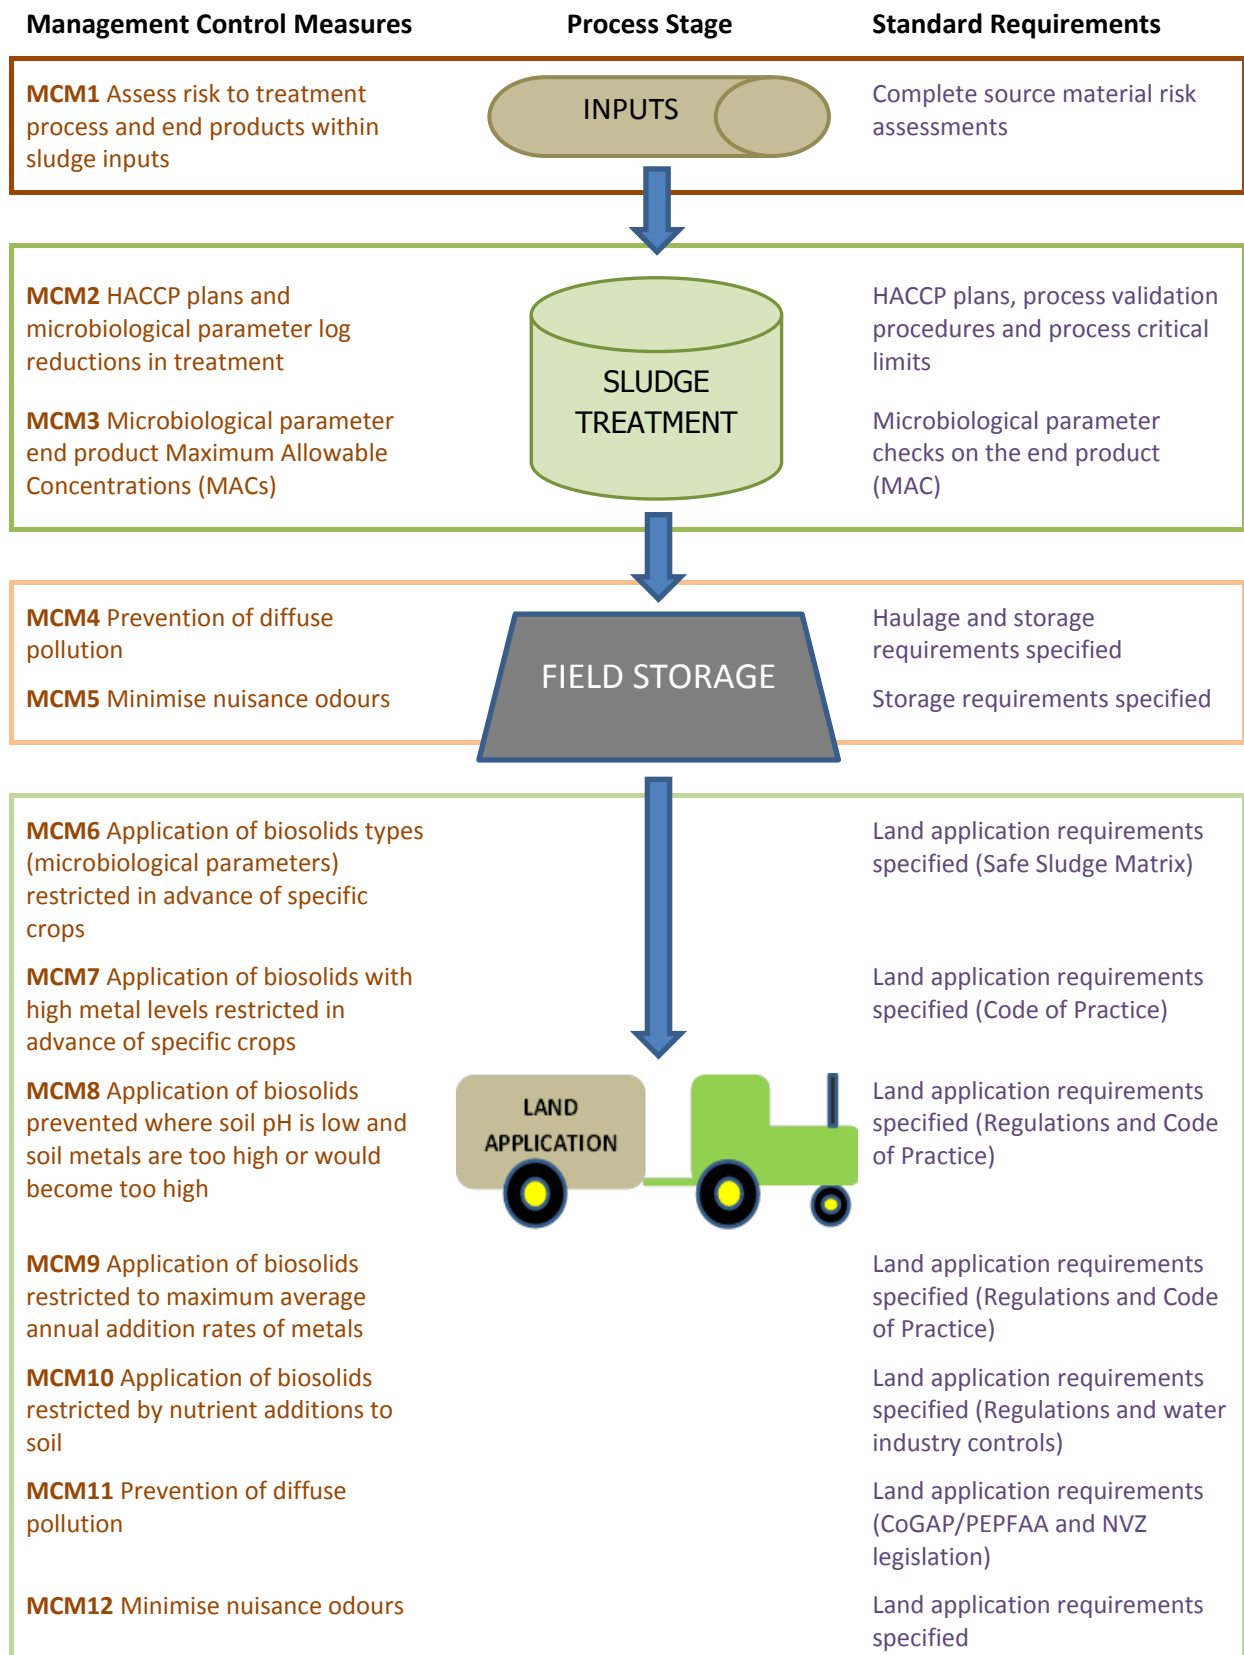 Management Control Measures
Process Stage
Standard Requirements
MCM1 Assess risk to treatment
process and end products within
sludge inputs
INPUTS
Complete source material risk
assessments
MCM2 HACCP plans and
microbiological parameter log
reductions in treatment
MCM3 Microbiological parameter
end product Maximum Allowable
Concentrations (MACs)
SLUDGE
TREATMENT
HACCP plans, process validation
procedures and process critical
limits
Microbiological parameter
checks on the end product
(MAC)
MCM4 Prevention of diffuse
pollution
MCM5 Minimise nuisance odours
FIELD STORAGE
Haulage and storage
requirements specified
Storage requirements specified
MCM6 Application of biosolids types
(microbiological parameters)
restricted in advance of specific
crops
Land application requirements
specified (Safe Sludge Matrix)
MCM7 Application of biosolids with
high metal levels restricted in
advance of specific crops
Land application requirements
specified (Code of Practice)
MCM8 Application of biosolids
prevented where soil pH is low and
soil metals are too high or would
become too high
LAND
APPLICATION
Land application requirements
specified (Regulations and Code
of Practice)
MCM9 Application of biosolids
restricted to maximum average
annual addition rates of metals
Land application requirements
specified (Regulations and Code
of Practice)
MCM10 Application of biosolids
restricted by nutrient additions to
soil
Land application requirements
specified (Regulations and water
industry controls)
MCM11 Prevention of diffuse
pollution
Land application requirements
(CoGAP/PEPFAA and NVZ
legislation)
MCM12 Minimise nuisance odours
Land application requirements
specified